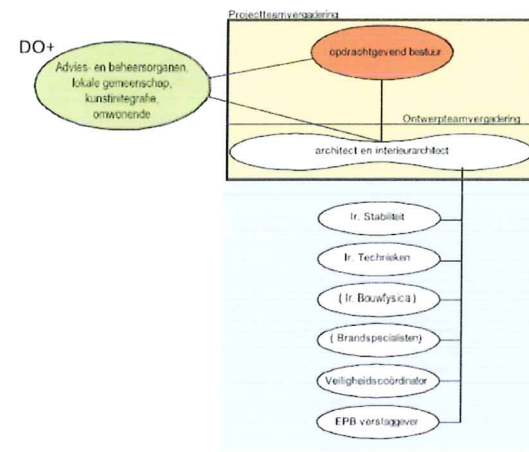 Projectteamvergadering
DO+
opdrachtgevend bestuur
Advies- en beheersorganen,
lokale gemeenschap,
kunstintegratie,
omwonende
Ontwerpteamvergadering
architect en interieurarchitect
Ir. Stabiliteit
Ir. Technieken
( Ir. Bouwfysica )
( Brandspecialisten)
Veiligheidscoördinator
EPB verslaggever